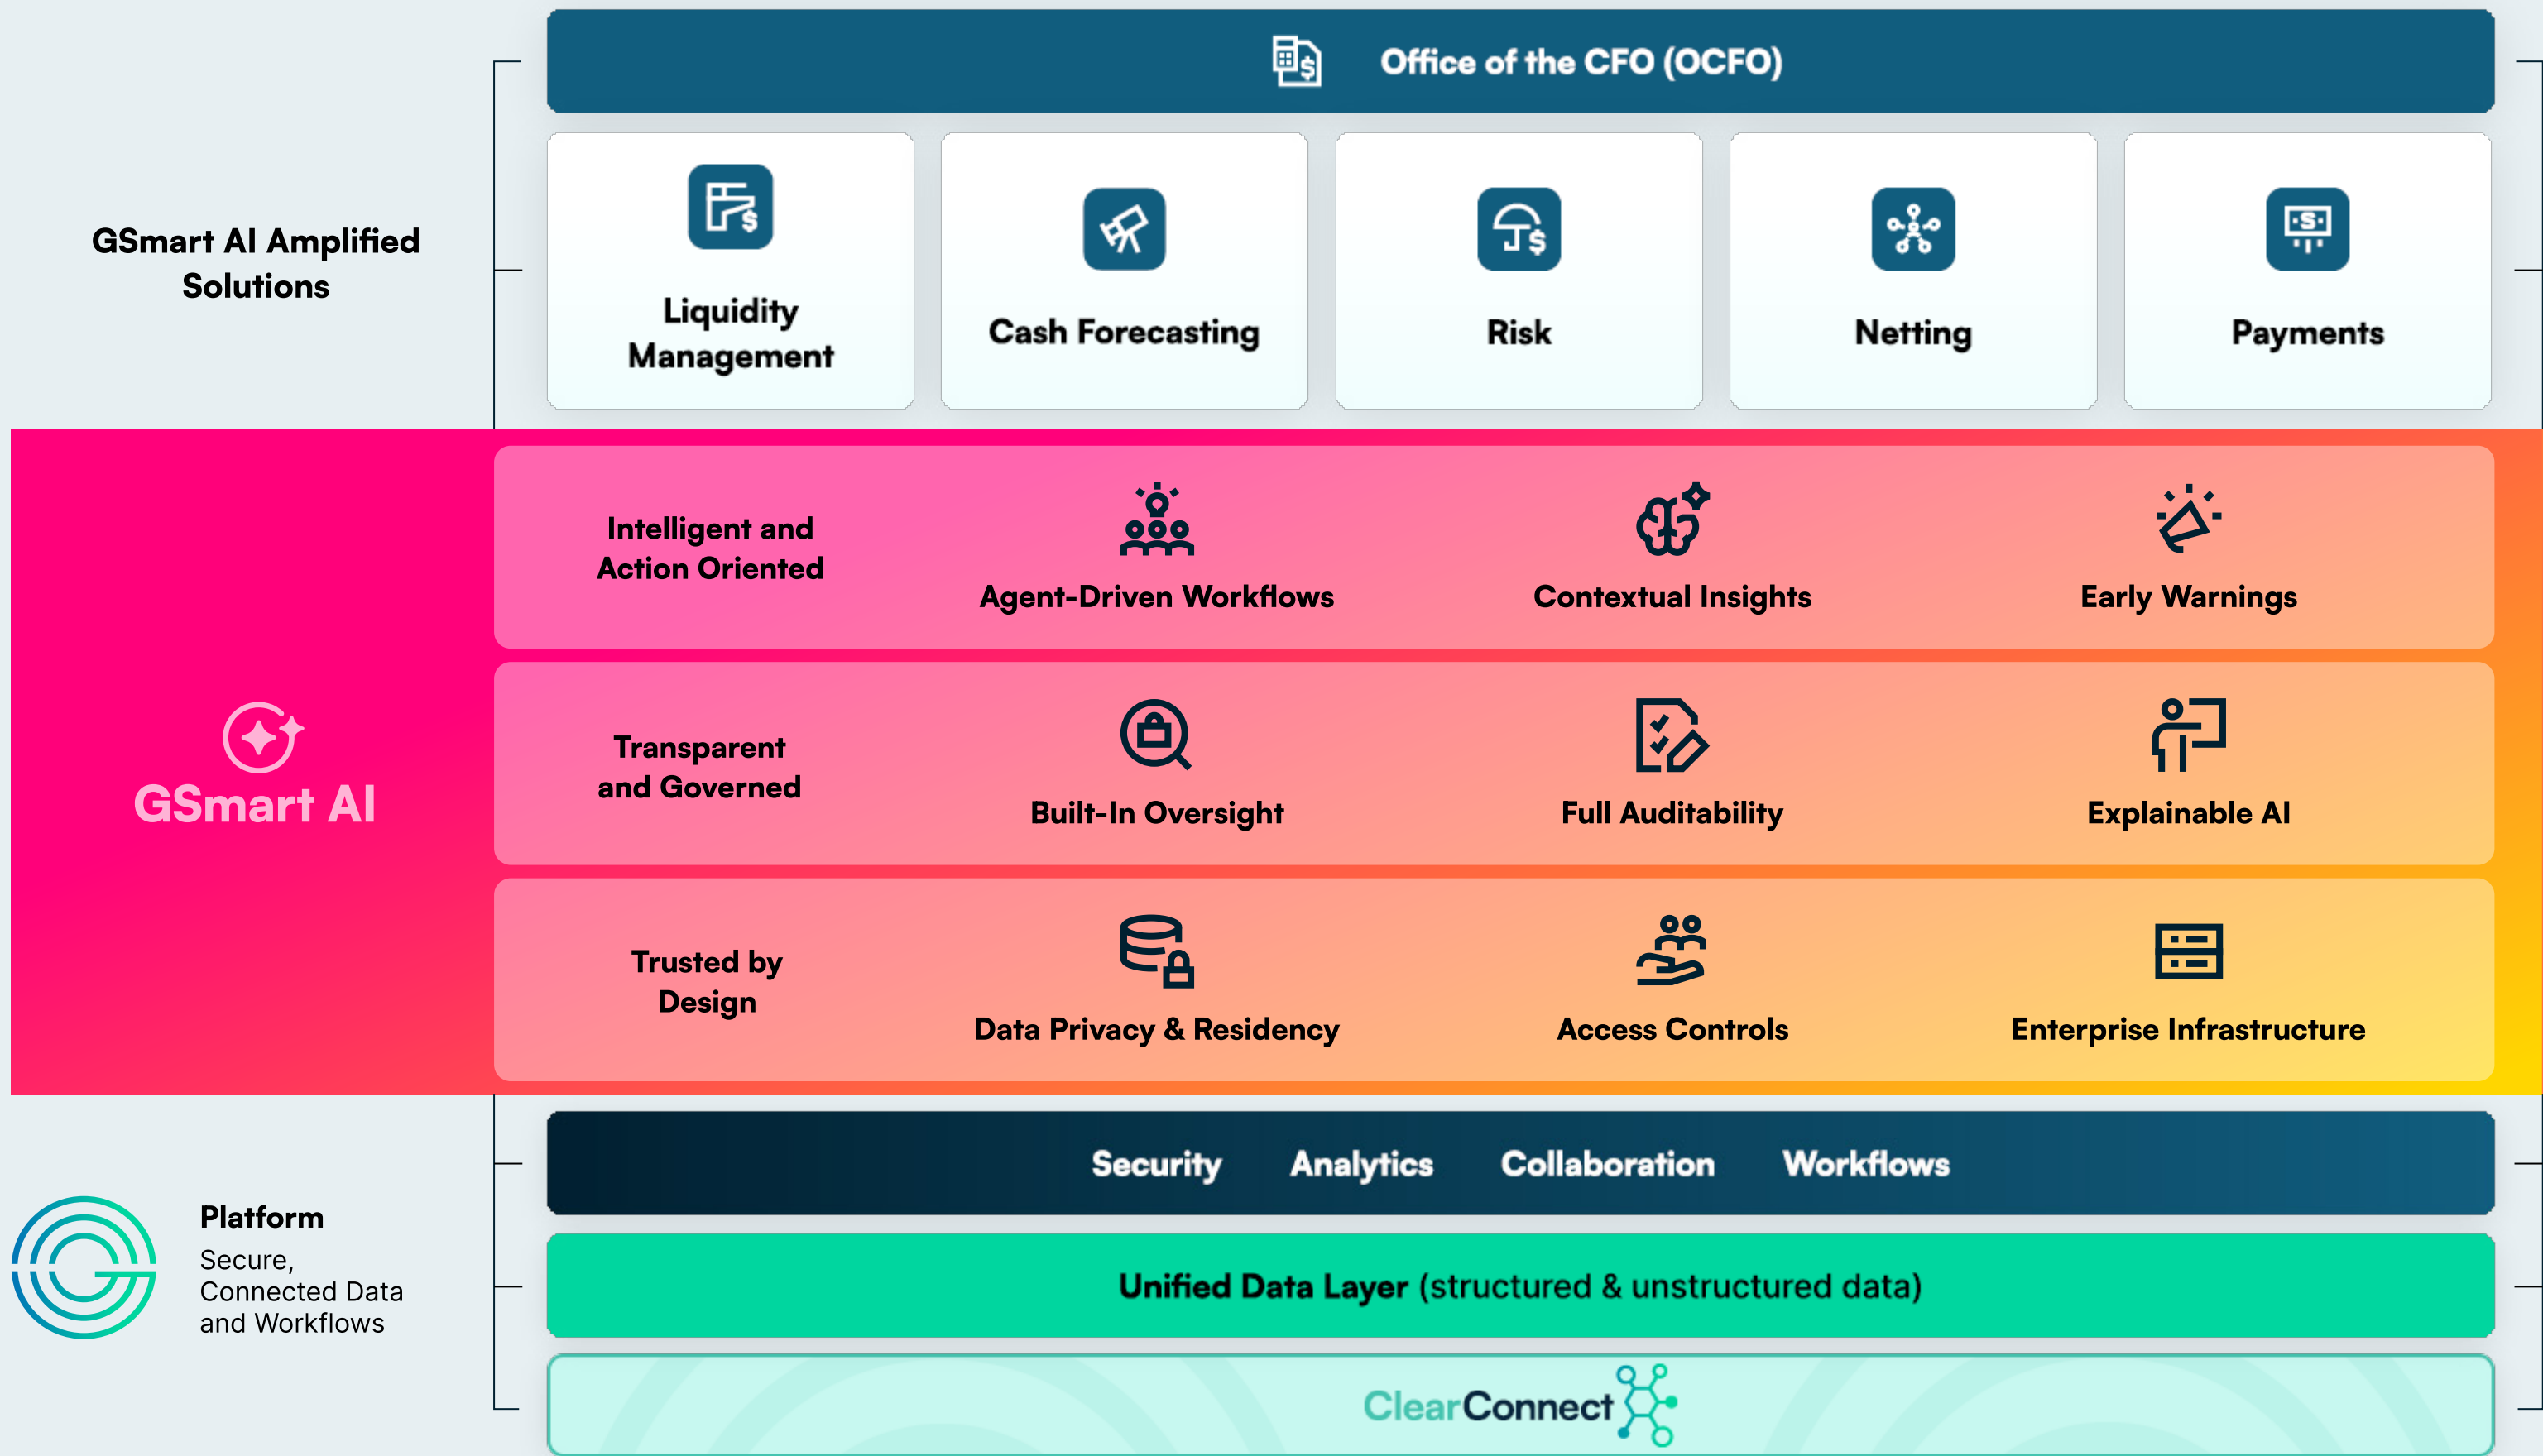 Office of the CFO (OCFO)
GSmart AI Amplified
Solutions
Liquidity
Management
Cash Forecasting
Risk
Netting
Payments
GSmart AI
Intelligent and
Action Oriented
Agent-Driven Workflows
Contextual Insights
Early Warnings
Transparent
and Governed
Built-In Oversight
Full Auditability
Explainable AI
Trusted by
Design
Data Privacy & Residency
Access Controls
Enterprise Infrastructure
Platform
Secure,
Connected Data
and Workflows
Security Analytics Collaboration Workflows
Unified Data Layer (structured & unstructured data)
ClearConnect